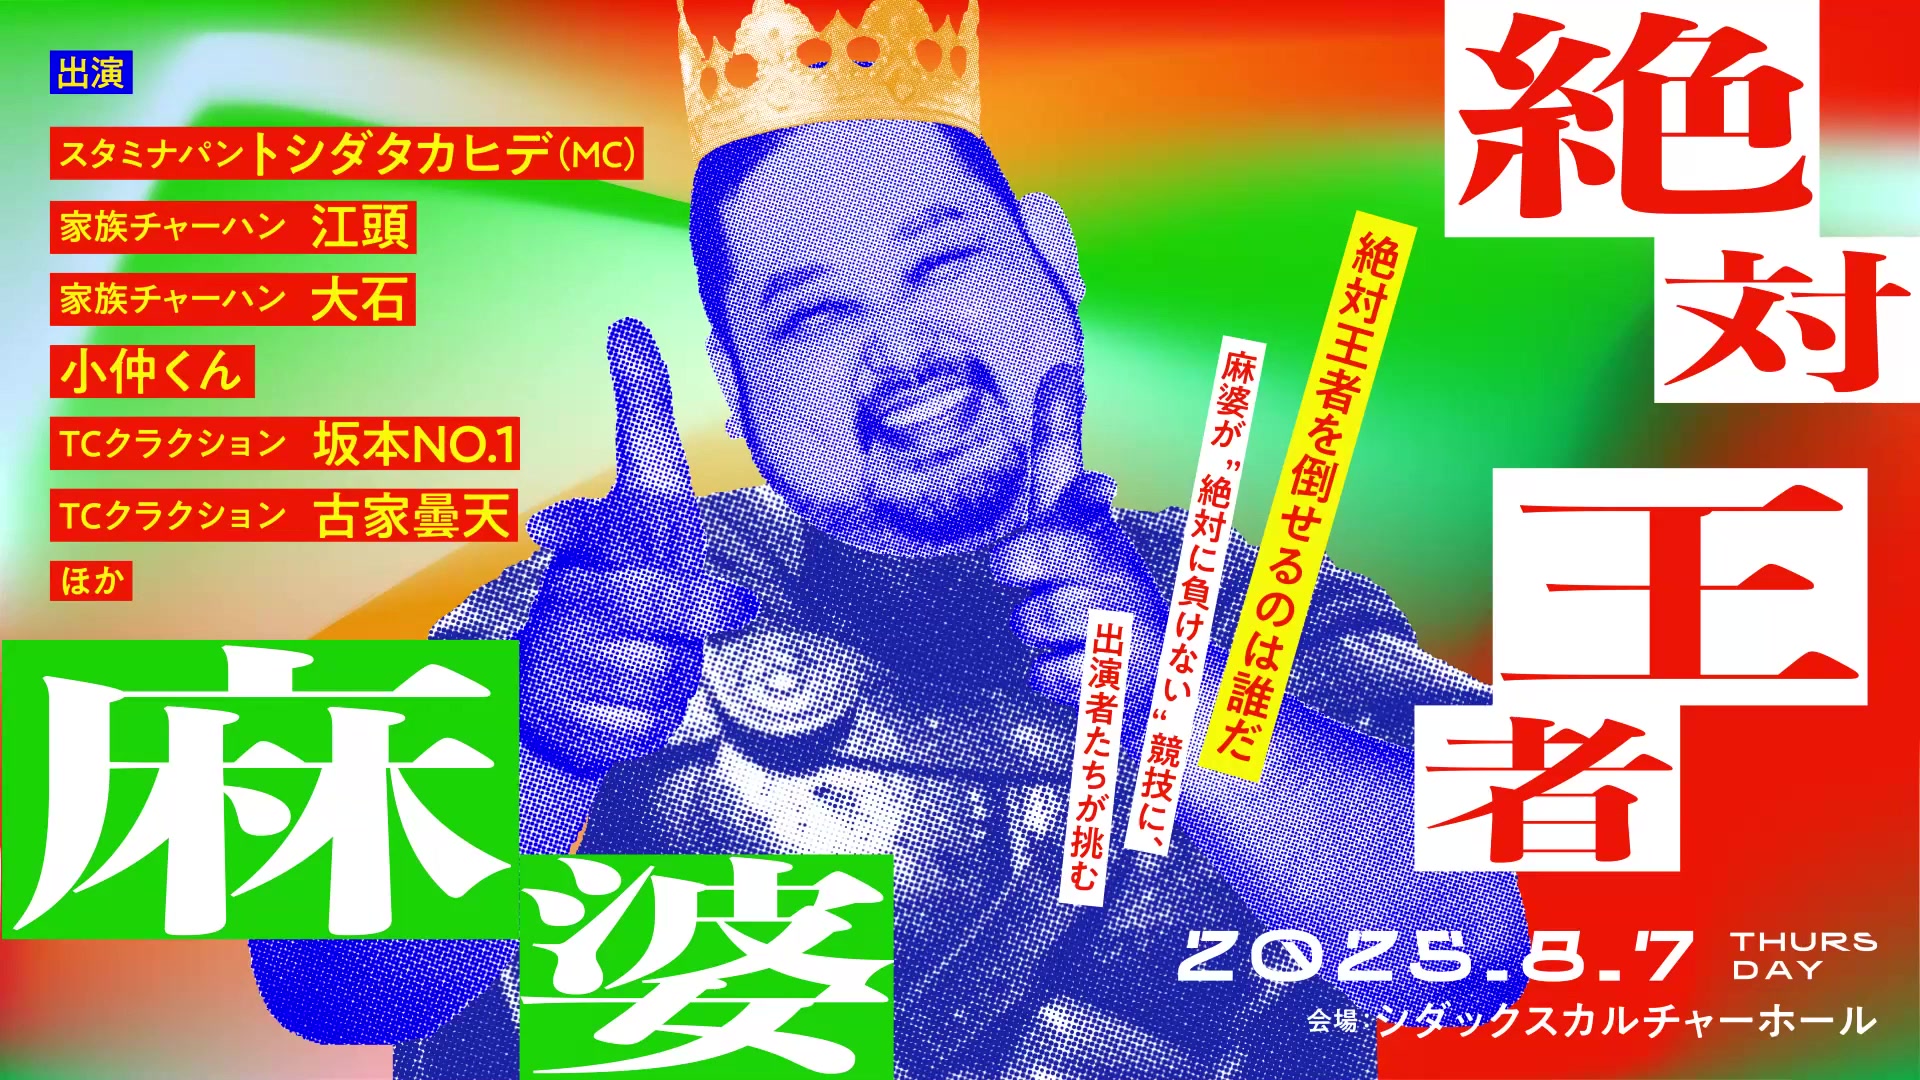 出演
スタミナパントシダタカヒデ(MC)
家族チャーハン 江頭
家族チャーハン 大石
小仲くん
TCクラクション 坂本NO.1
TCクラクション 古家曇天
ほか
麻婆
絶対王者
絶対王者を倒せるのは誰だ
麻婆が”絶対に負けない“競技に、
出演者たちが挑む
2025.8.7 THURS
DAY
会場:シダックスカルチャーホール